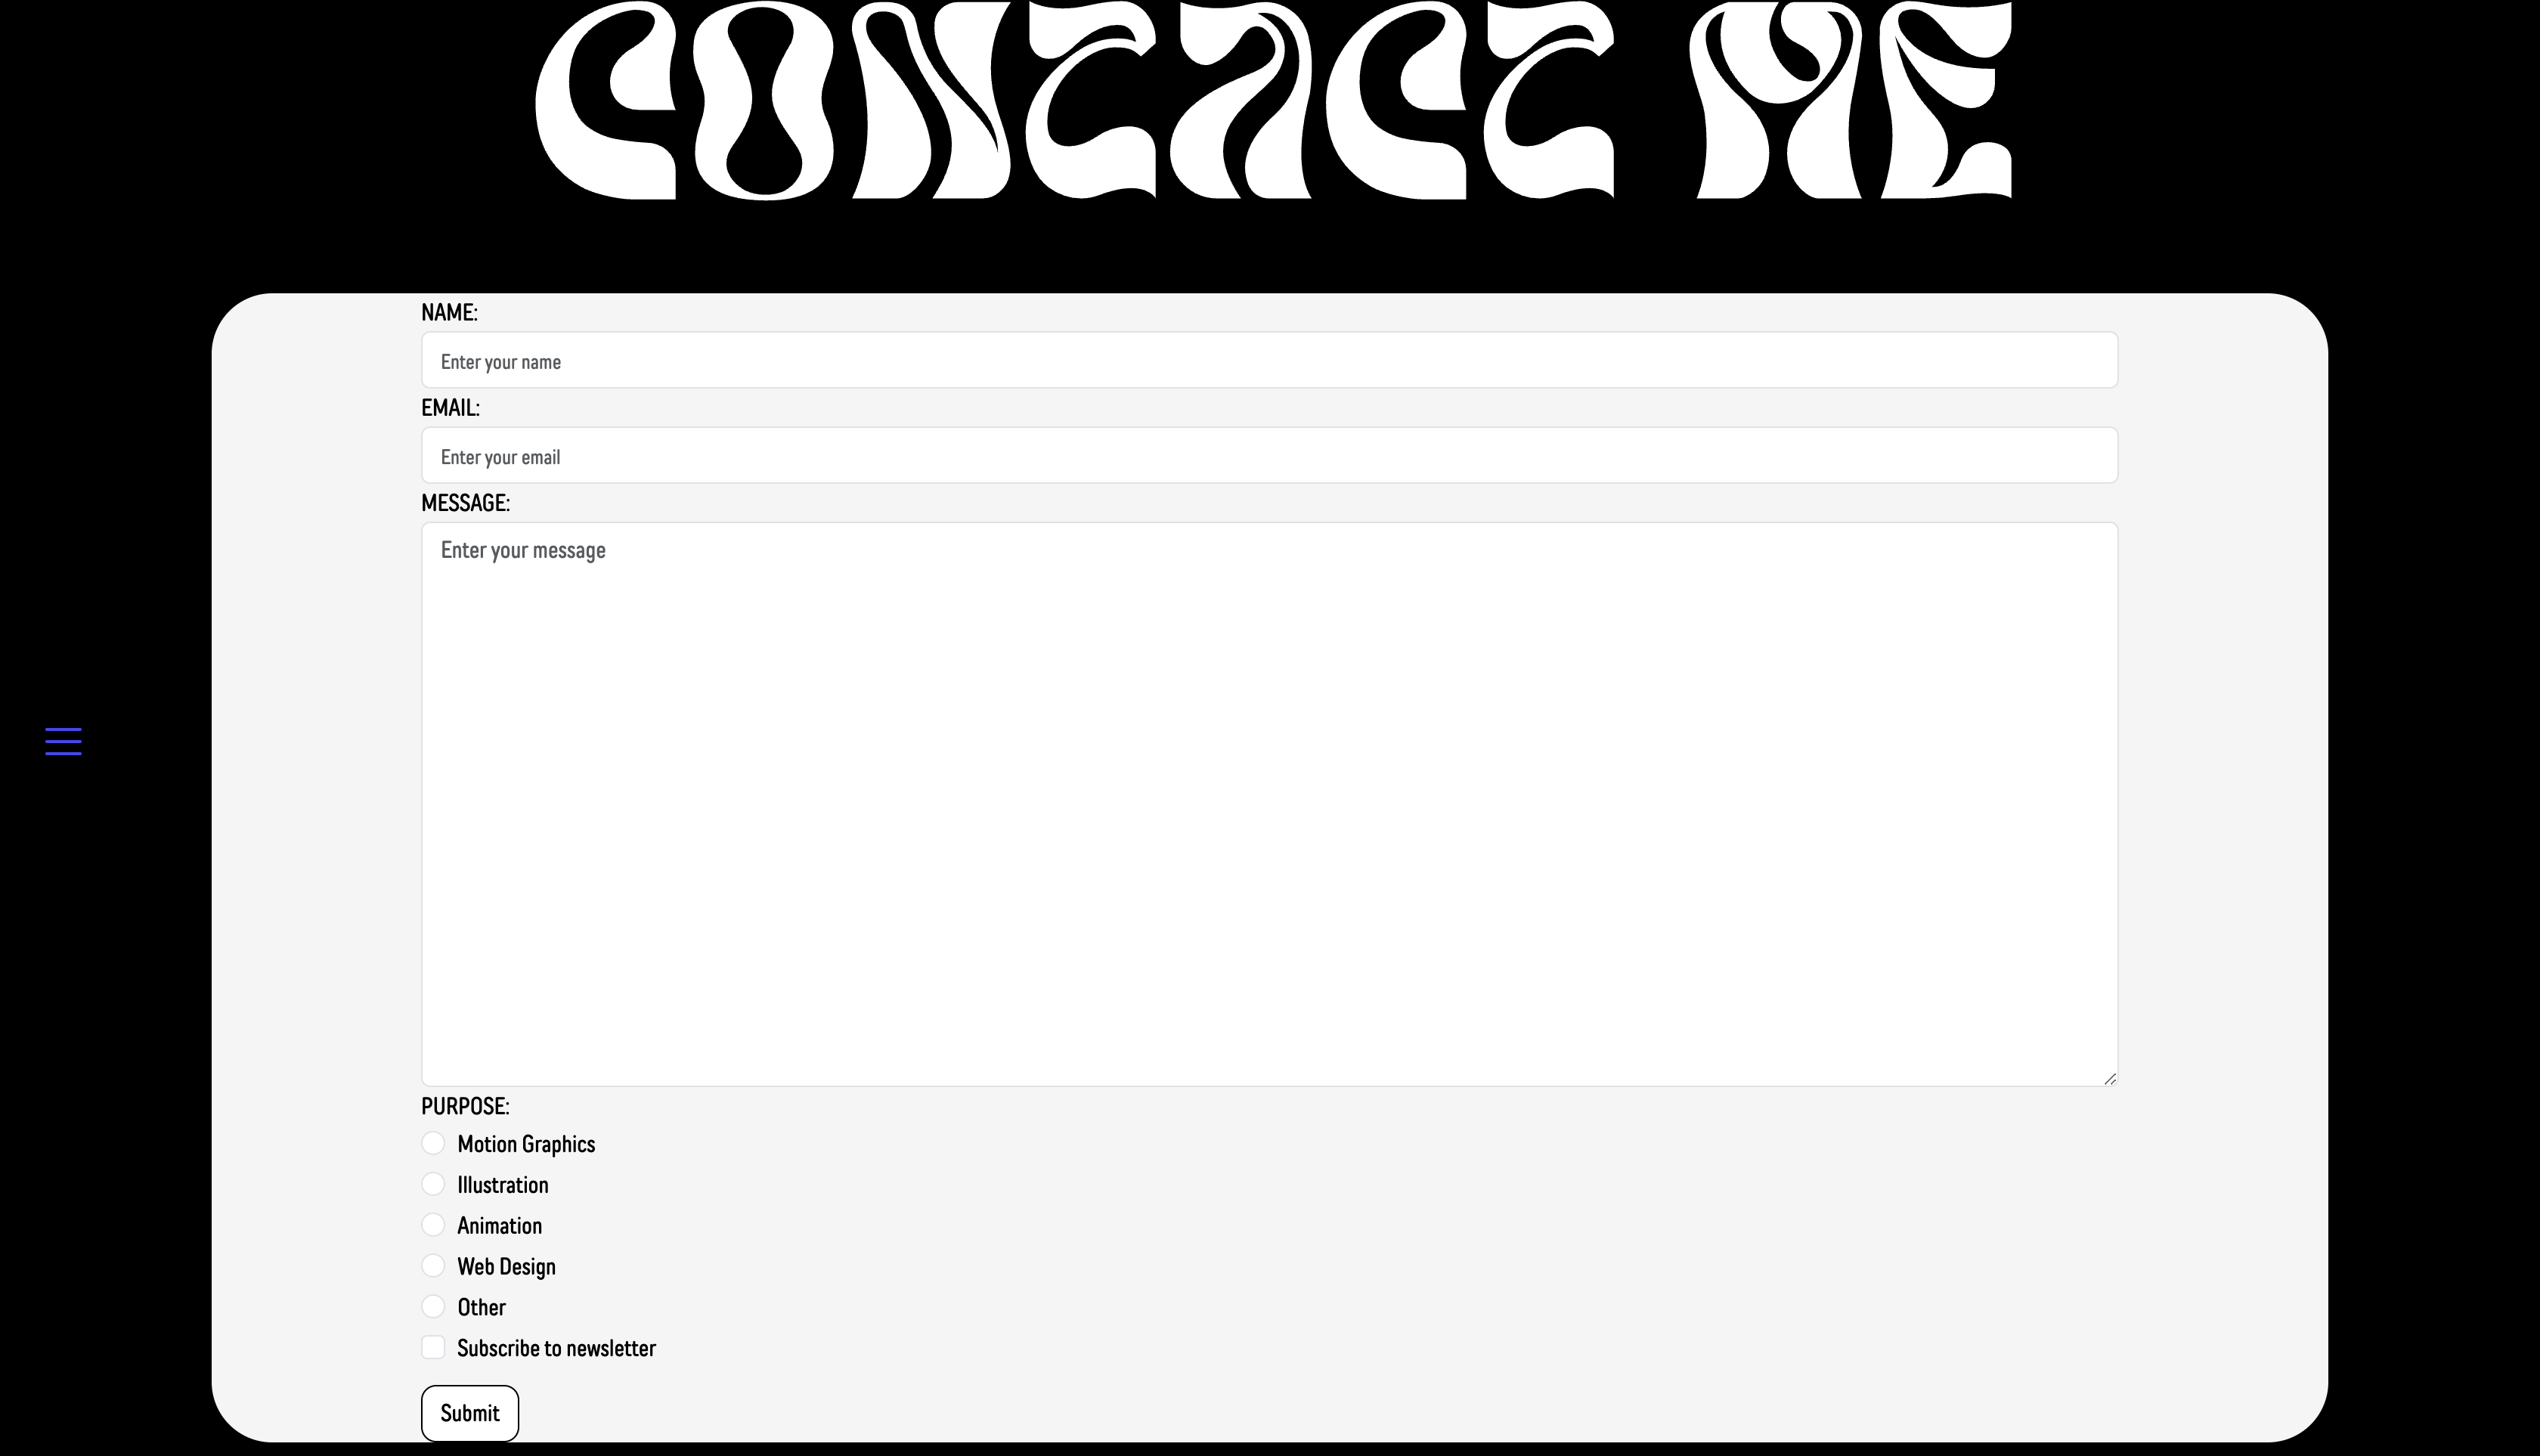 CONTACT ME
NAME:
Enter your name
EMAIL:
Enter your email
MESSAGE:
Enter your message
PURPOSE:
Motion Graphics
Illustration
Animation
Web Design
Other
Subscribe to newsletter
Submit